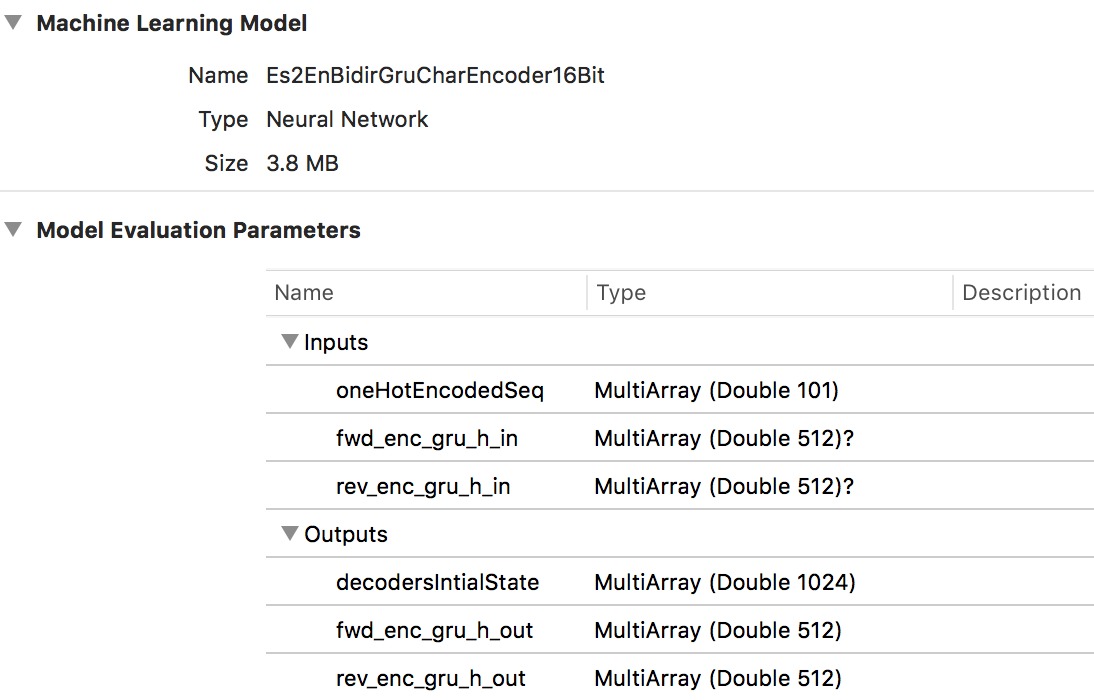 Machine Learning Model
Name Es2EnBidirGruCharEncoder16Bit
Type Neural Network
Size 3.8 MB
Model Evaluation Parameters
Name Type Description
Inputs
oneHotEncodedSeq MultiArray (Double 101)
fwd_enc_gru_h_in MultiArray (Double 512)?
rev_enc_gru_h_in MultiArray (Double 512)?
Outputs
decodersIntialState MultiArray (Double 1024)
fwd_enc_gru_h_out MultiArray (Double 512)
rev_enc_gru_h_out MultiArray (Double 512)